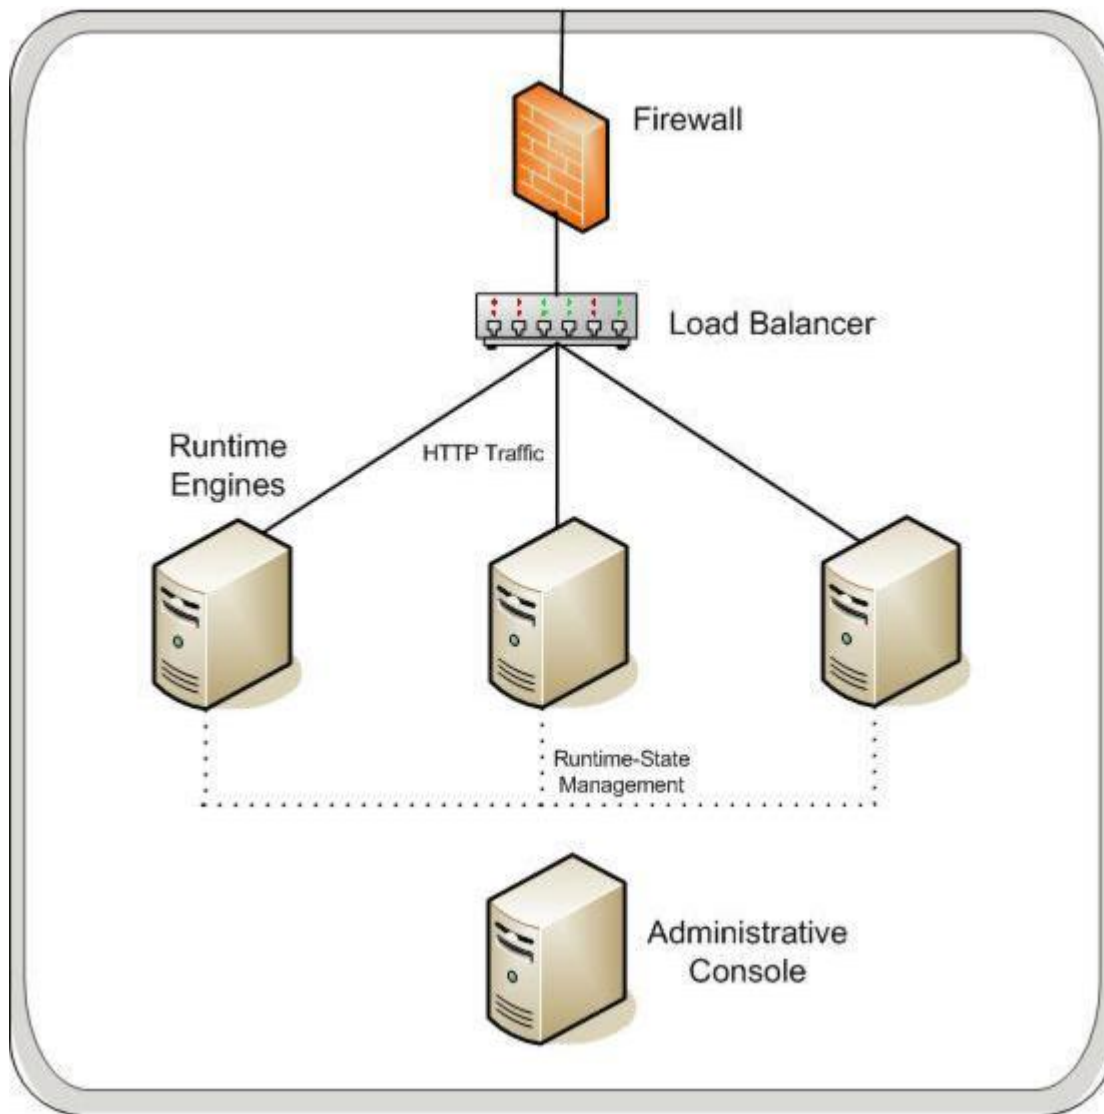 Firewall
Load Balancer
Runtime
Engines
HTTP Traffic
Runtime-State
Management
Administrative
Console